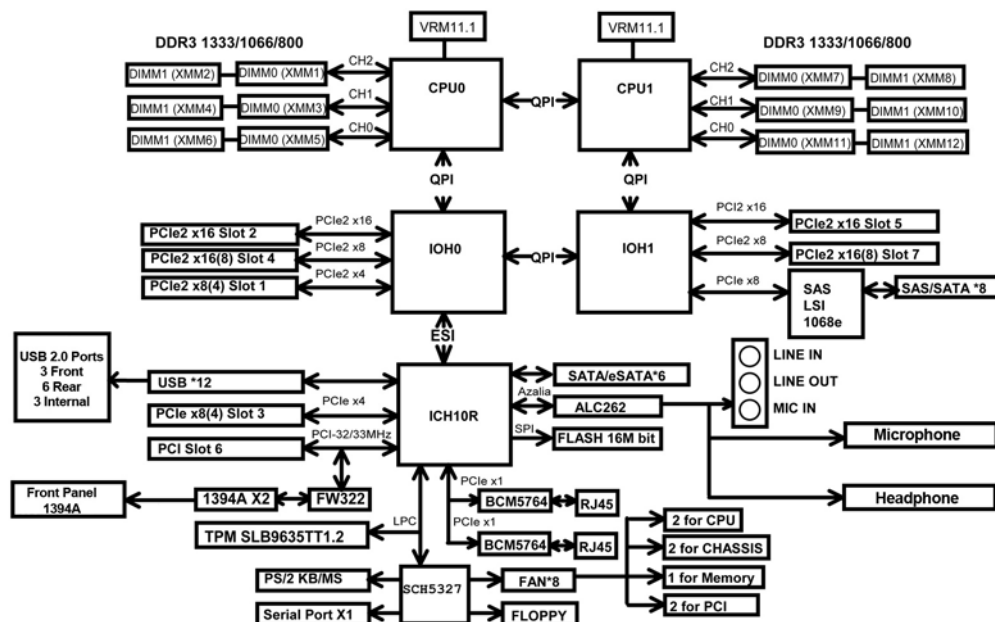 VRM11.1
VRM11.1
DDR3 1333/1066/800
DDR3 1333/1066/800
DIMM1 (XMM2)
DIMM0 (XMM1)
CH2
CPU0
CPU1
CH2
DIMM0 (XMM7)
DIMM1 (XMM8)
DIMM1 (XMM4)
DIMM0 (XMM3)
CH1
QPI
CH1
DIMM0 (XMM9)
DIMM1 (XMM10)
DIMM1 (XMM6)
DIMM0 (XMM5)
CH0
CH0
DIMM0 (XMM11)
DIMM1 (XMM12)
QPI
QPI
PCIe2 x16 Slot 2
PCIe2 x16
IOH0
IOH1
PCI2 x16
PCIe2 x16 Slot 5
PCIe2 x16(8) Slot 4
PCIe2 x8
QPI
PCIe2 x8
PCIe2 x16(8) Slot 7
PCIe2 x8(4) Slot 1
PCIe2 x4
PCIe x8
SAS
LSI
1068e
SAS/SATA *8
ESI
USB 2.0 Ports
3 Front
6 Rear
3 Internal
USB *12
ICH10R
SATA/eSATA*6
LINE IN
LINE OUT
MIC IN
PCIe x8(4) Slot 3
PCIe x4
Azalia
ALC262
PCI Slot 6
PCI-32/33MHz
SPI
FLASH 16M bit
Microphone
Front Panel
1394A
1394A X2
FW322
PCIe x1
BCM5764
RJ45
Headphone
TPM SLB9635TT1.2
LPC
PCIe x1
BCM5764
RJ45
2 for CPU
2 for CHASSIS
PS/2 KB/MS
SCH5327
FAN*8
1 for Memory
Serial Port X1
FLOPPY
2 for PCI